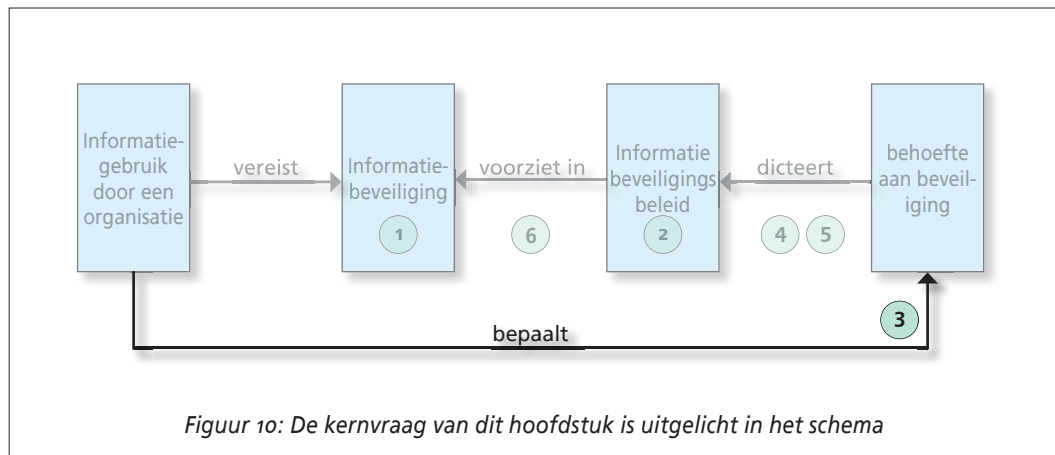 Informatie-
gebruik
door een
organisatie
vereist
Informatie-
beveiliging
1
voorziet in
6
Informatie
beveiligings
beleid
2
dicteert
4 5
behoefte
aan beveil-
iging
3
bepaalt
Figuur 10: De kernvraag van dit hoofdstuk is uitgelicht in het schema